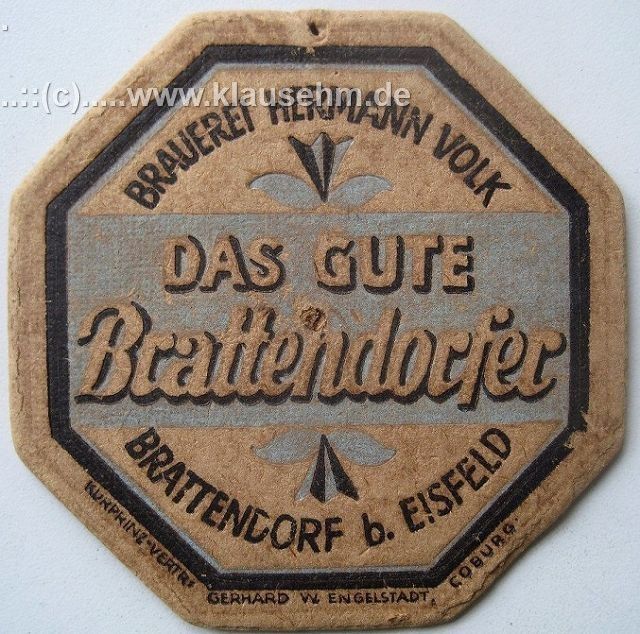 ...::(c).....www.klausehm.de
BRAUEREI HERMANN VOLK
DAS GUTE
Brattendorfer
BRATTENDORF b. EISFELD
KURPRINZ-VERTR.
GERHARD W. ENGELSTADT,
COBURG.